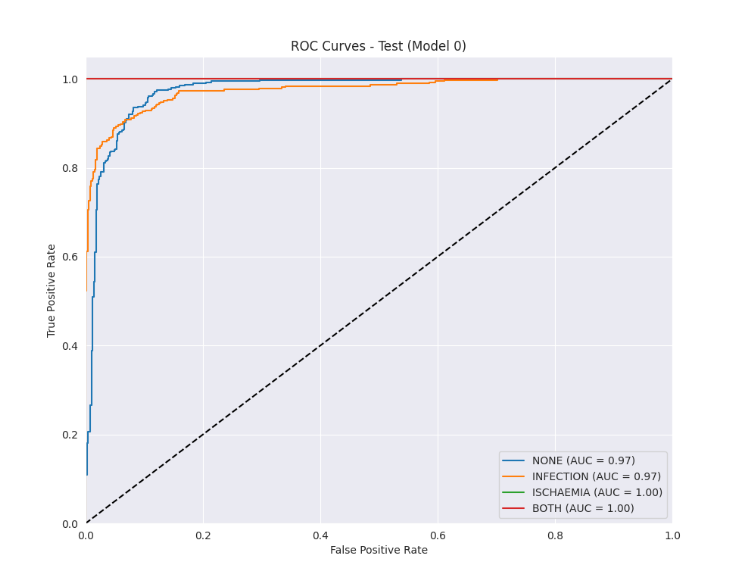 ROC Curves - Test (Model 0)
True Positive Rate
1.0
0.8
0.6
0.4
0.2
0.0
NONE (AUC = 0.97)
INFECTION (AUC = 0.97)
ISCHAEMIA (AUC = 1.00)
BOTH (AUC = 1.00)
0.0 0.2 0.4 0.6 0.8 1.0
False Positive Rate